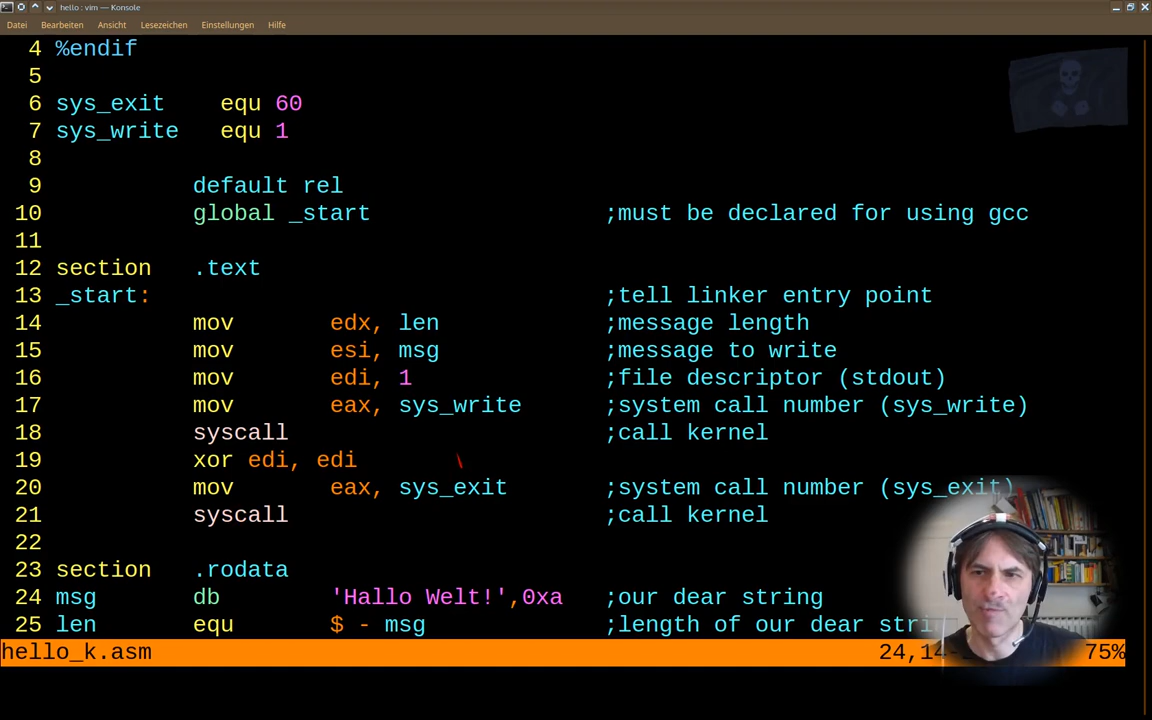 hello : vim — Konsole
Datei Bearbeiten Ansicht Lesezeichen Einstellungen Hilfe
4 %endif
5
6 sys_exit equ 60
7 sys_write equ 1
8
9 default rel
10 global _start ;must be declared for using gcc
11
12 section .text
13 _start: ;tell linker entry point
14 mov edx, len ;message length
15 mov esi, msg ;message to write
16 mov edi, 1 ;file descriptor (stdout)
17 mov eax, sys_write ;system call number (sys_write)
18 syscall ;call kernel
19 xor edi, edi
20 mov eax, sys_exit ;system call number (sys_exit)
21 syscall ;call kernel
22
23 section .rodata
24 msg db 'Hallo Welt!',0xa ;our dear string
25 len equ $ - msg ;length of our dear stri
hello_k.asm 24,14- 75%